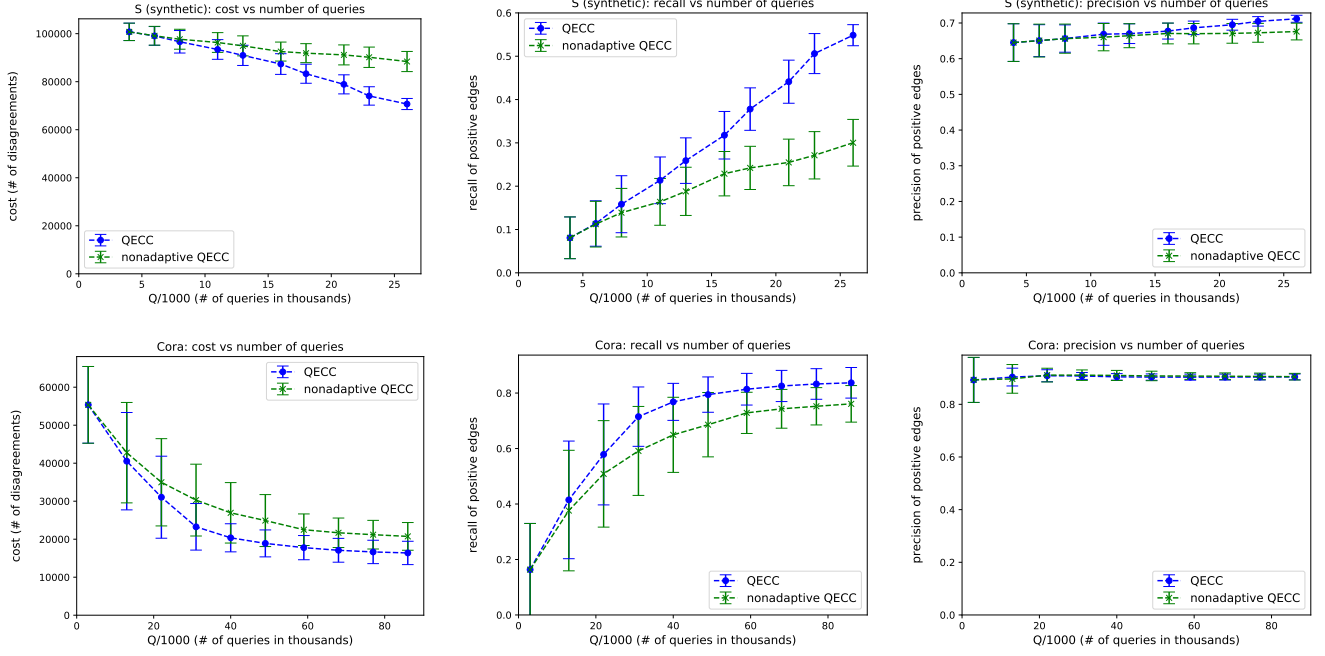 S (synthetic): cost vs number of queries
100000
80000
60000
40000
20000
0
0 5 10 15 20 25
cost (# of disagreements)
Q/1000 (# of queries in thousands)
QECC
nonadaptive QECC
S (synthetic): recall vs number of queries
0.6
0.5
0.4
0.3
0.2
0.1
0.0
0 5 10 15 20 25
recall of positive edges
Q/1000 (# of queries in thousands)
QECC
nonadaptive QECC
S (synthetic): precision vs number of queries
0.7
0.6
0.5
0.4
0.3
0.2
0.1
0.0
0 5 10 15 20 25
precision of positive edges
Q/1000 (# of queries in thousands)
QECC
nonadaptive QECC
Cora: cost vs number of queries
60000
50000
40000
30000
20000
10000
0
0 20 40 60 80
cost (# of disagreements)
Q/1000 (# of queries in thousands)
QECC
nonadaptive QECC
Cora: recall vs number of queries
0.8
0.6
0.4
0.2
0.0
0 20 40 60 80
recall of positive edges
Q/1000 (# of queries in thousands)
QECC
nonadaptive QECC
Cora: precision vs number of queries
0.8
0.6
0.4
0.2
0.0
0 20 40 60 80
precision of positive edges
Q/1000 (# of queries in thousands)
QECC
nonadaptive QECC